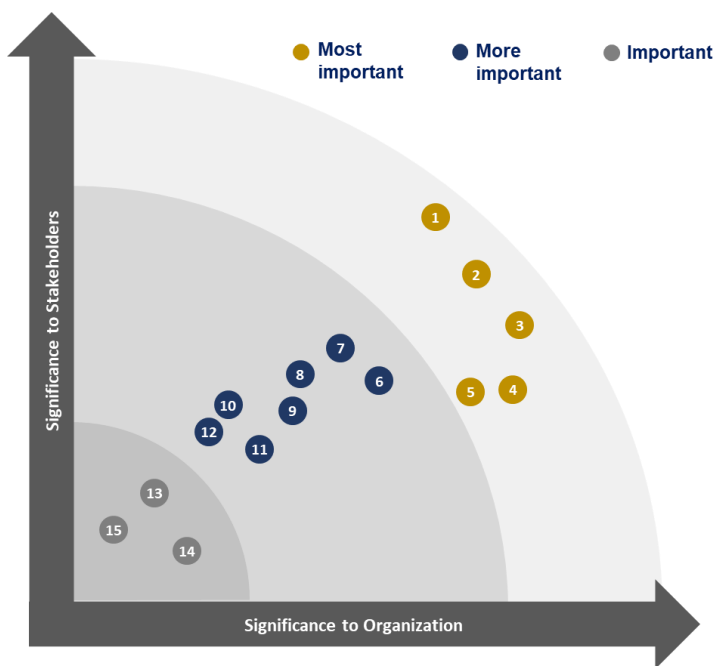 Most
important
More
important
Important
Significance to Stakeholders
1
2
3
7
8
6
5
4
10
9
12
11
13
15
14
Significance to Organization